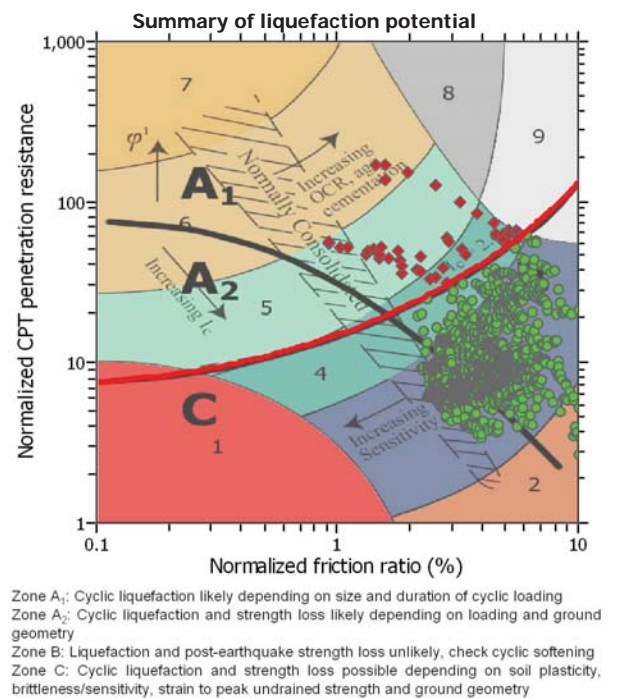 Summary of liquefaction potential
1,000
7
8
9
φ'
Increasing
OCR, age
cementation
Normally Consolidated
A1
100
6
Increasing Ic
A2
5
10
4
C
1
Increasing
Sensitivity
2
1
0.1
1
10
Normalized CPT penetration resistance
Normalized friction ratio (%)
Zone A1: Cyclic liquefaction likely depending on size and duration of cyclic loading
Zone A2: Cyclic liquefaction and strength loss likely depending on loading and ground
geometry
Zone B: Liquefaction and post-earthquake strength loss unlikely, check cyclic softening
Zone C: Cyclic liquefaction and strength loss possible depending on soil plasticity,
brittleness/sensitivity, strain to peak undrained strength and ground geometry